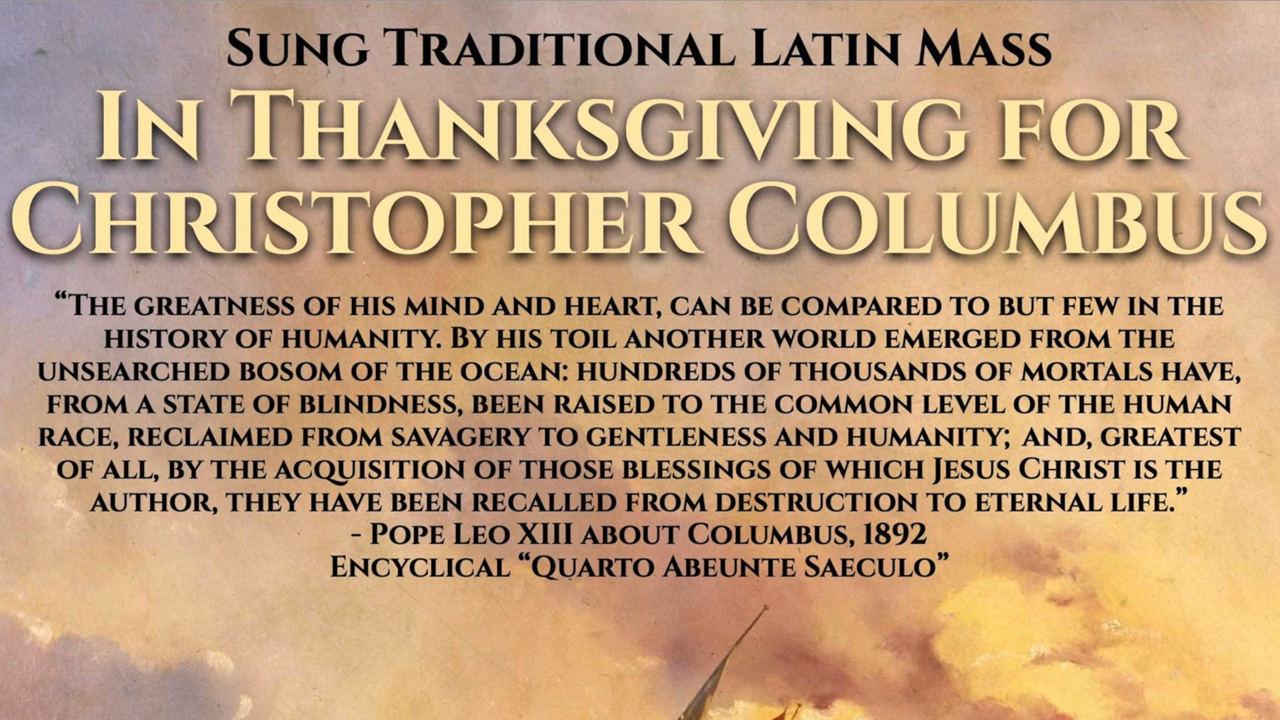 Sung Traditional Latin Mass
In Thanksgiving for
Christopher Columbus
“The greatness of his mind and heart, can be compared to but few in the
history of humanity. By his toil another world emerged from the
unsearched bosom of the ocean: hundreds of thousands of mortals have,
from a state of blindness, been raised to the common level of the human
race, reclaimed from savagery to gentleness and humanity; and, greatest
of all, by the acquisition of those blessings of which Jesus Christ is the
author, they have been recalled from destruction to eternal life.”
- Pope Leo XIII about Columbus, 1892
Encyclical “Quarto Abeunte Saeculo”